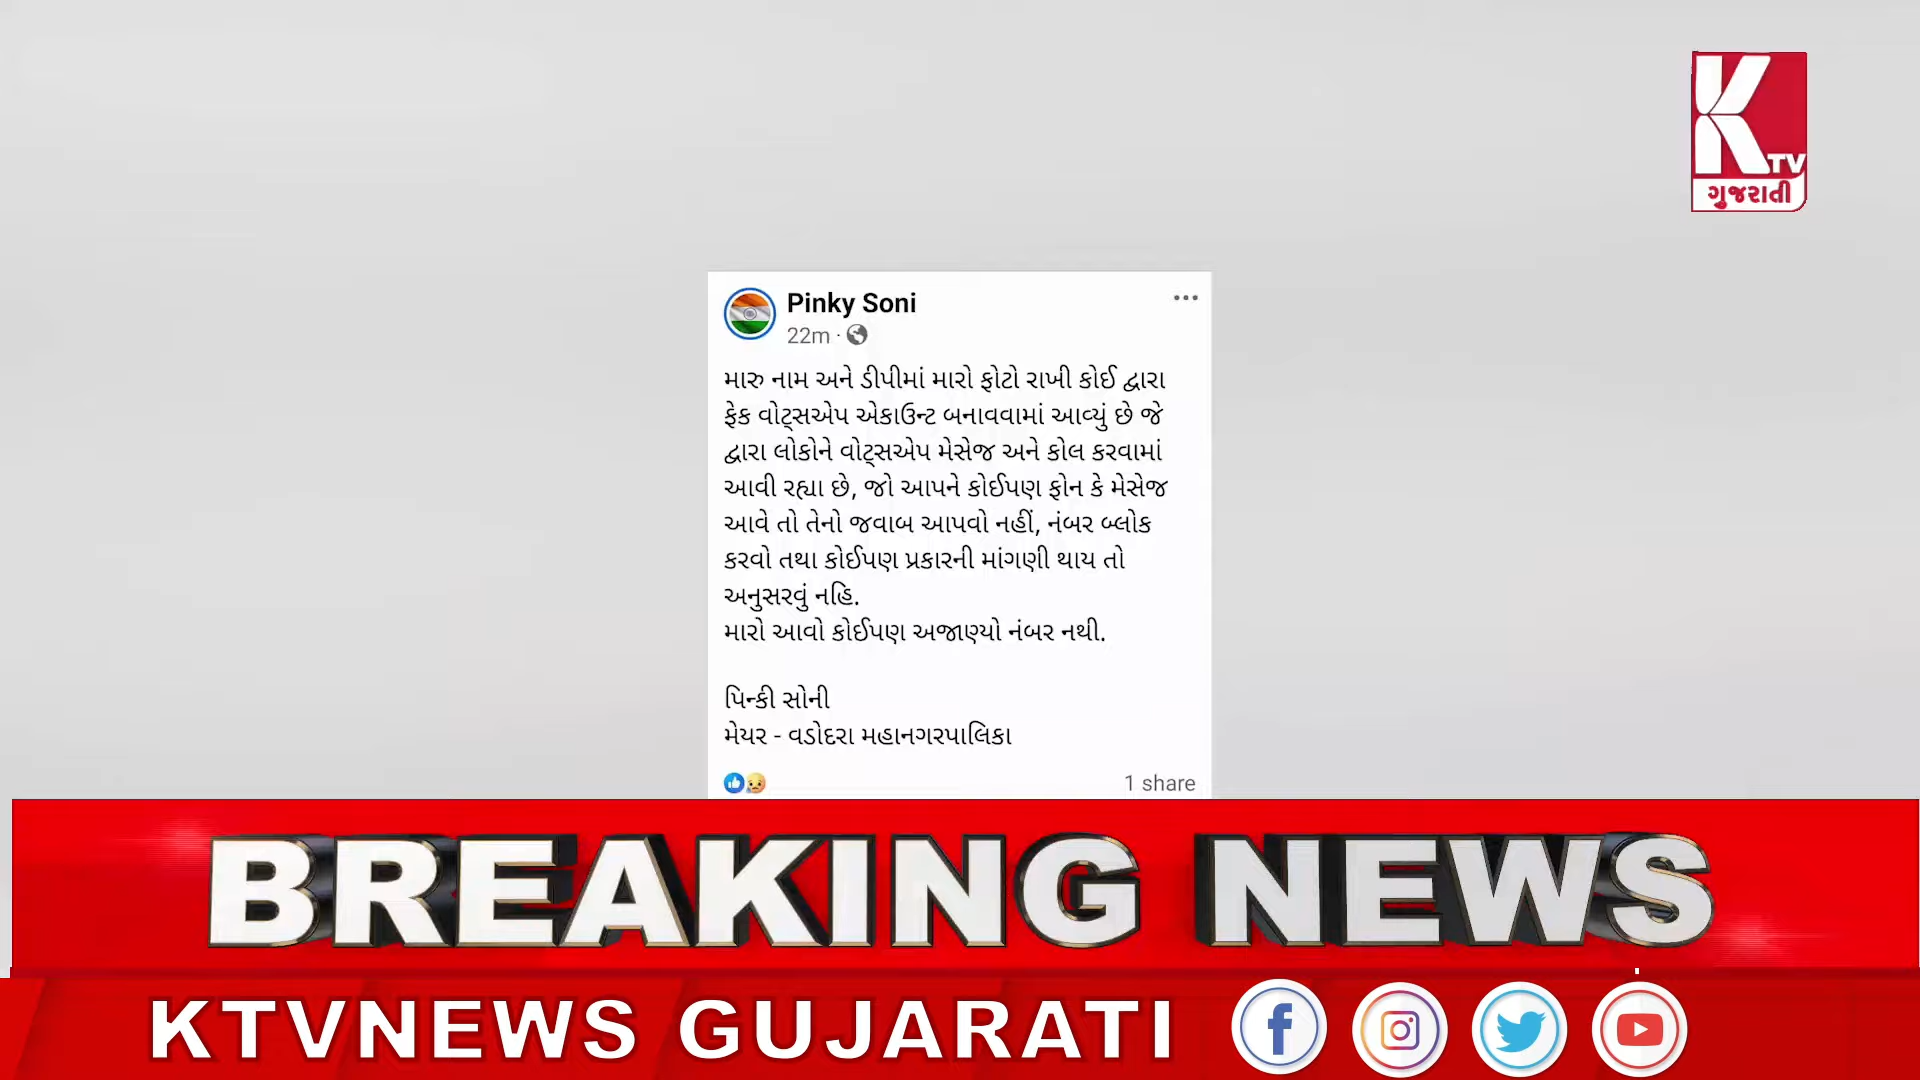 K TV
ગુજરાતી
Pinky Soni
22m ·
મારુ નામ અને ડીપીમાં મારો ફોટો રાખી કોઈ દ્વારા
ફેક વોટ્સએપ એકાઉન્ટ બનાવવામાં આવ્યું છે જે
દ્વારા લોકોને વોટ્સએપ મેસેજ અને કોલ કરવામાં
આવી રહ્યા છે, જો આપને કોઈપણ ફોન કે મેસેજ
આવે તો તેનો જવાબ આપવો નહીં, નંબર બ્લોક
કરવો તથા કોઈપણ પ્રકારની માંગણી થાય તો
અનુસરવું નહિ.
મારો આવો કોઈપણ અજાણ્યો નંબર નથી.
પિન્કી સોની
મેયર - વડોદરા મહાનગરપાલિકા
1 share
BREAKING NEWS
KTVNEWS GUJARATI